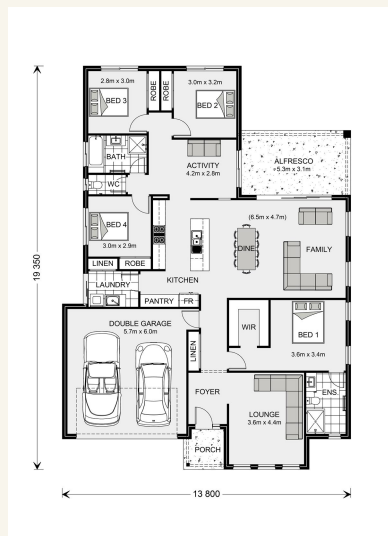 2.8m x 3.0m
BED 3
ROBE
ROBE
3.0m x 3.2m
BED 2
BATH
ACTIVITY
4.2m x 2.8m
ALFRESCO
5.3m x 3.1m
WC
BED 4
3.0m x 2.9m
(6.5m x 4.7m)
DINE
FAMILY
LINEN
ROBE
KITCHEN
LAUNDRY
PANTRY
FR
DOUBLE GARAGE
5.7m x 6.0m
LINEN
WIR
BED 1
3.6m x 3.4m
FOYER
LOUNGE
3.6m x 4.4m
ENS.
PORCH
19 350
13 800